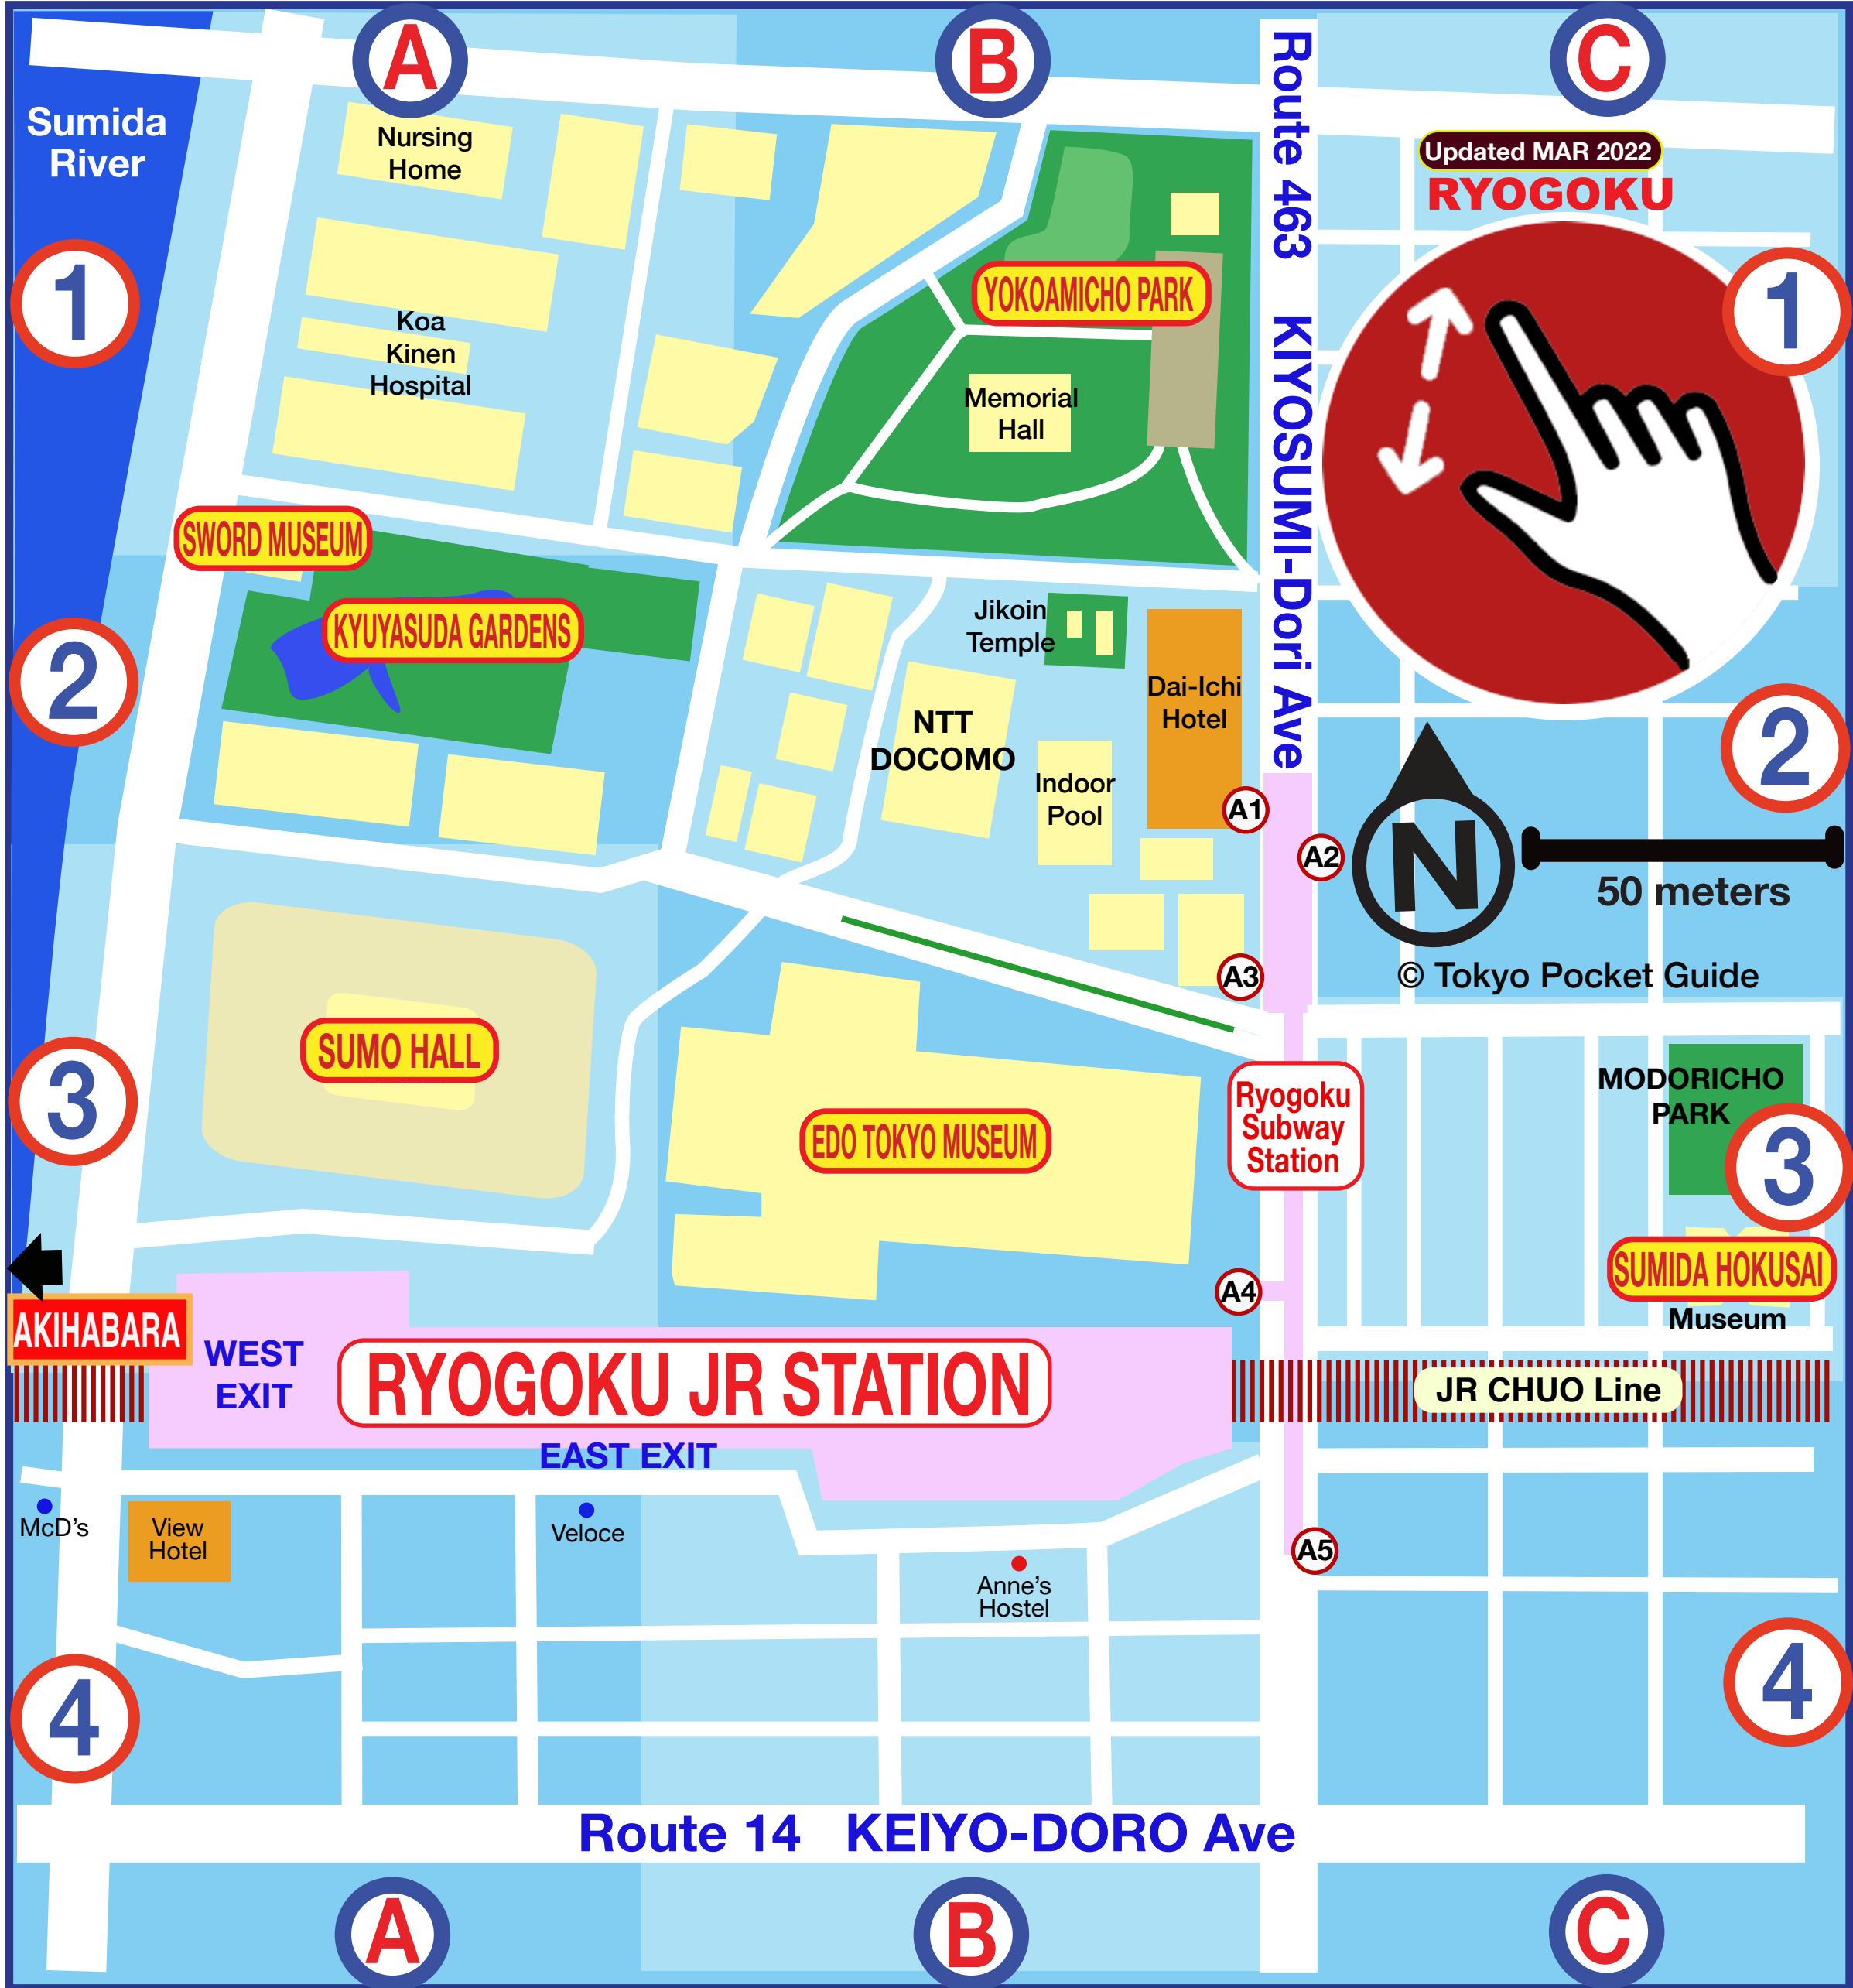 A
B
C
Route 463 KIYOSUMI-Dori Ave
Sumida
River
Nursing
Home
Updated MAR 2022
RYOGOKU
1
1
YOKOAMICHO PARK
Koa
Kinen
Hospital
Memorial
Hall
SWORD MUSEUM
KYUYASUDA GARDENS
Jikoin
Temple
2
Dai-Ichi
Hotel
2
NTT
DOCOMO
Indoor
Pool
A1
A2
N
50 meters
A3
© Tokyo Pocket Guide
SUMO HALL
3
EDO TOKYO MUSEUM
Ryogoku
Subway
Station
MODORICHO
PARK
3
A4
SUMIDA HOKUSAI
Museum
AKIHABARA
WEST
EXIT
RYOGOKU JR STATION
JR CHUO Line
EAST EXIT
McD's
View
Hotel
Veloce
A5
Anne's
Hostel
4
4
Route 14 KEIYO-DORO Ave
A
B
C